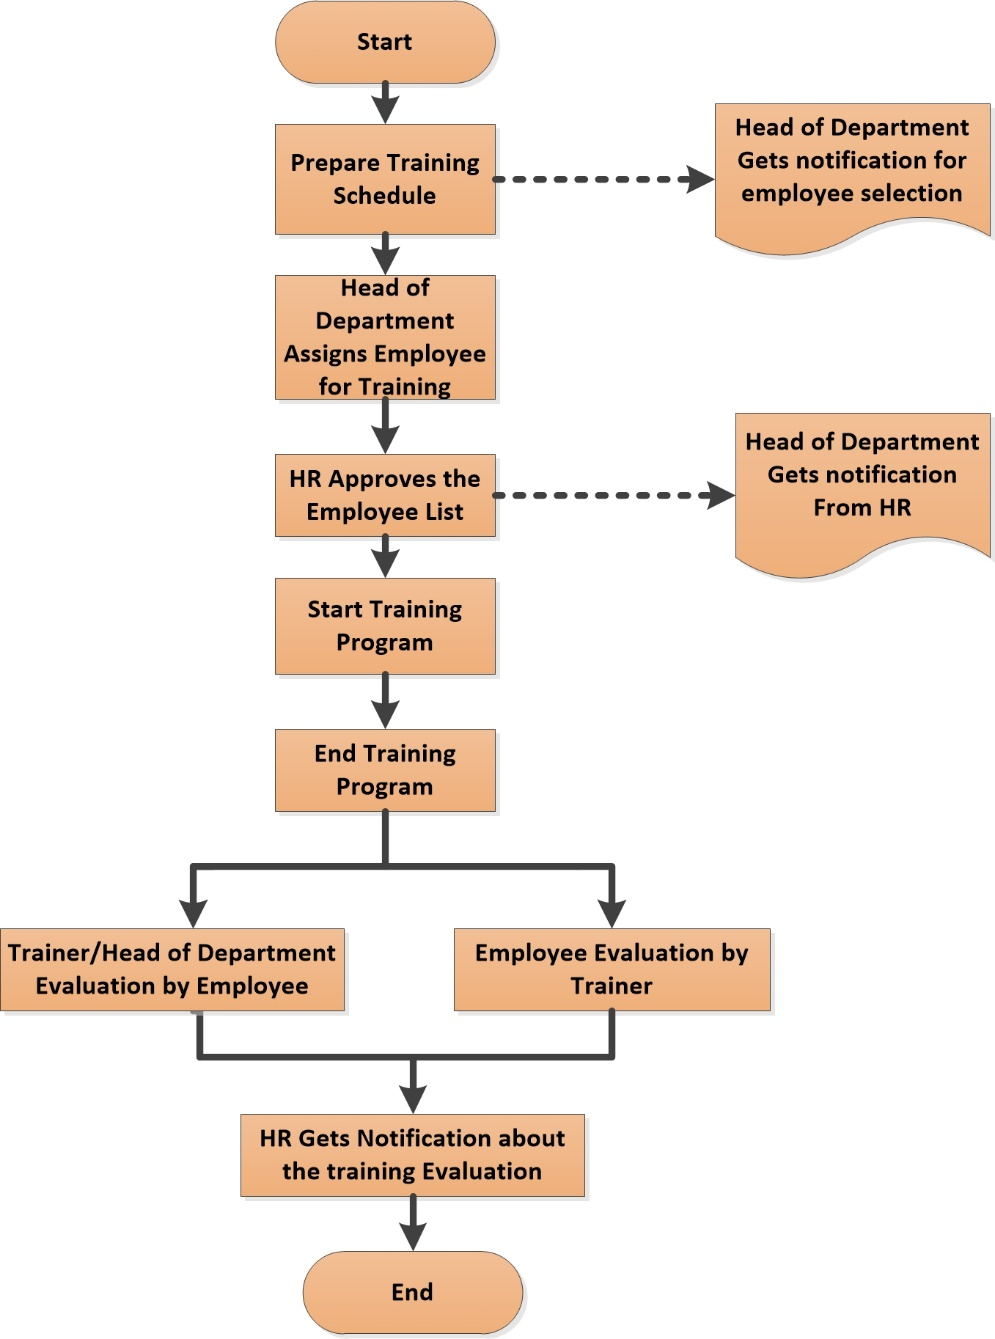 Start
Prepare Training
Schedule
Head of Department
Gets notification for
employee selection
Head of
Department
Assigns Employee
for Training
HR Approves the
Employee List
Head of Department
Gets notification
From HR
Start Training
Program
End Training
Program
Trainer/Head of Department
Evaluation by Employee
Employee Evaluation by
Trainer
HR Gets Notification about
the training Evaluation
End